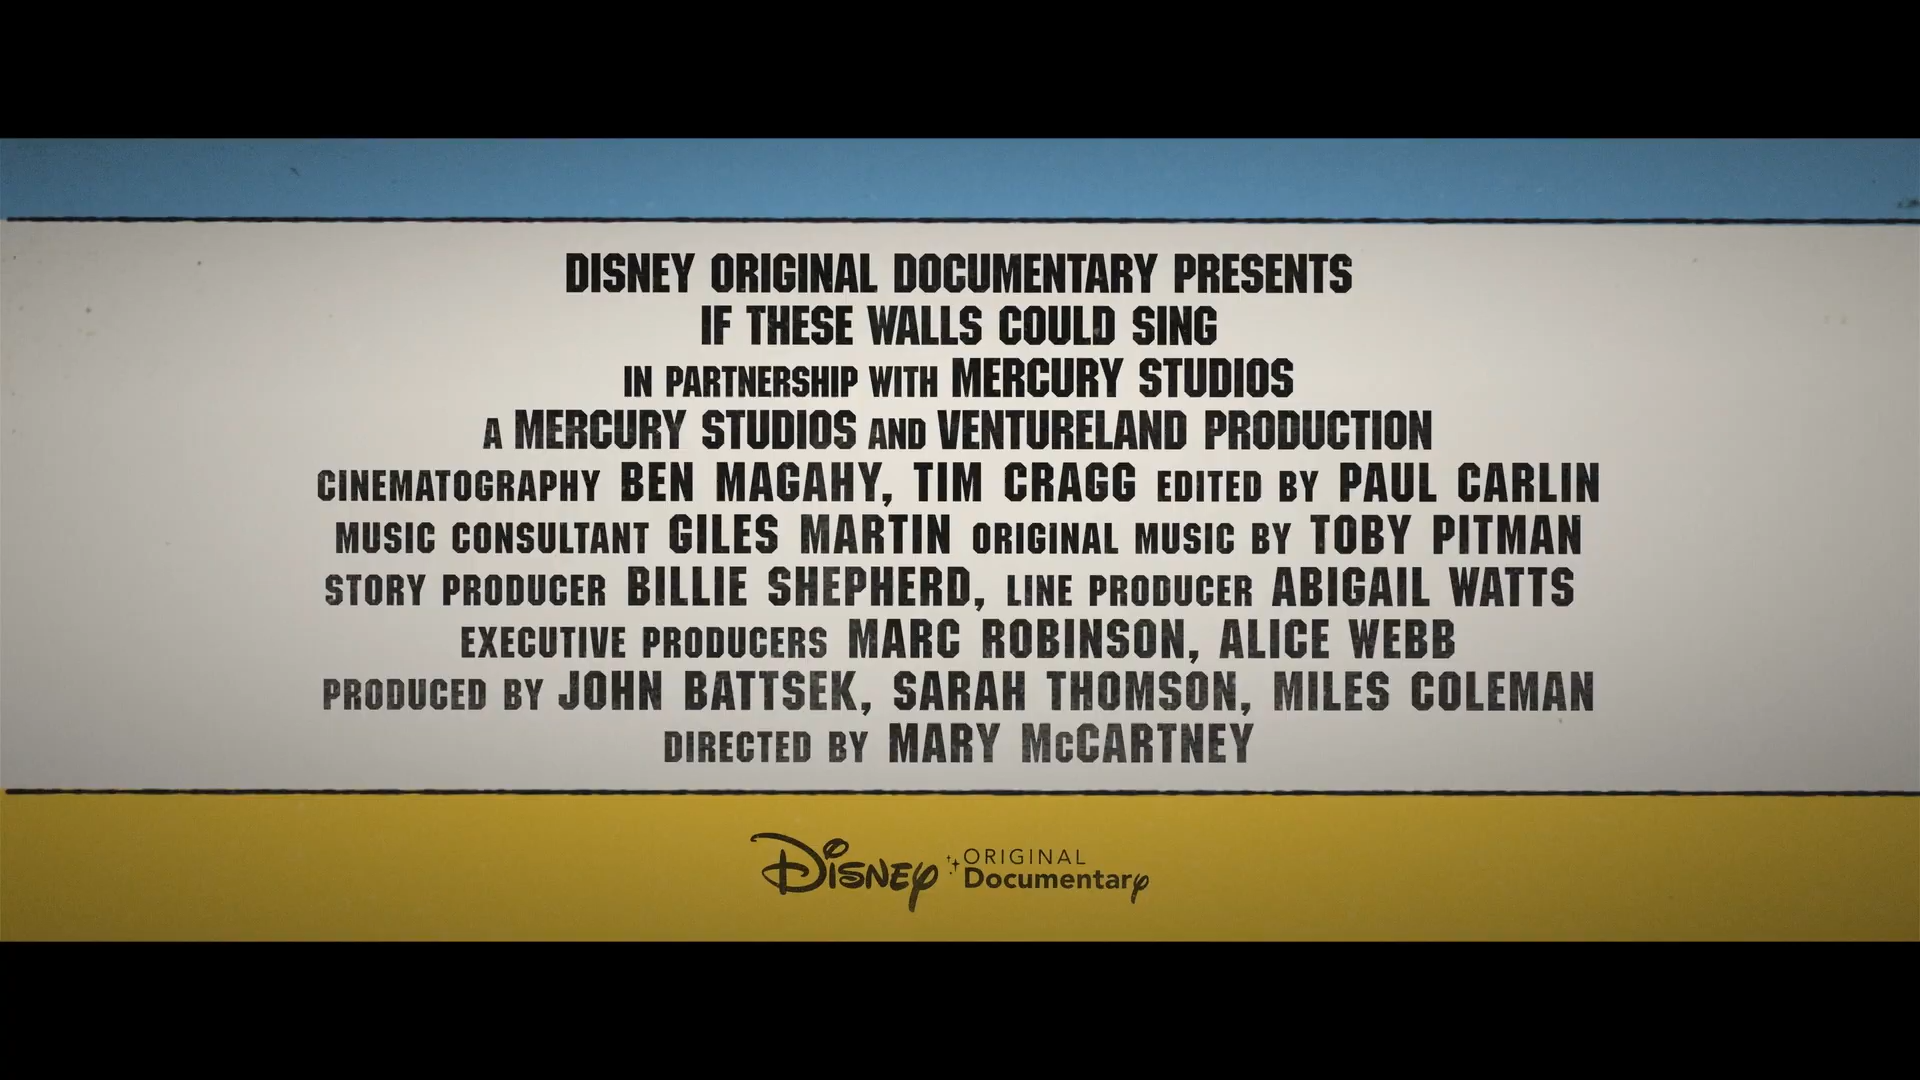 DISNEY ORIGINAL DOCUMENTARY PRESENTS
IF THESE WALLS COULD SING
IN PARTNERSHIP WITH MERCURY STUDIOS
A MERCURY STUDIOS AND VENTURELAND PRODUCTION
CINEMATOGRAPHY BEN MAGAHY, TIM CRAGG EDITED BY PAUL CARLIN
MUSIC CONSULTANT GILES MARTIN ORIGINAL MUSIC BY TOBY PITMAN
STORY PRODUCER BILLIE SHEPHERD, LINE PRODUCER ABIGAIL WATTS
EXECUTIVE PRODUCERS MARC ROBINSON, ALICE WEBB
PRODUCED BY JOHN BATTSEK, SARAH THOMSON, MILES COLEMAN
DIRECTED BY MARY McCARTNEY
Disney ORIGINAL
Documentary